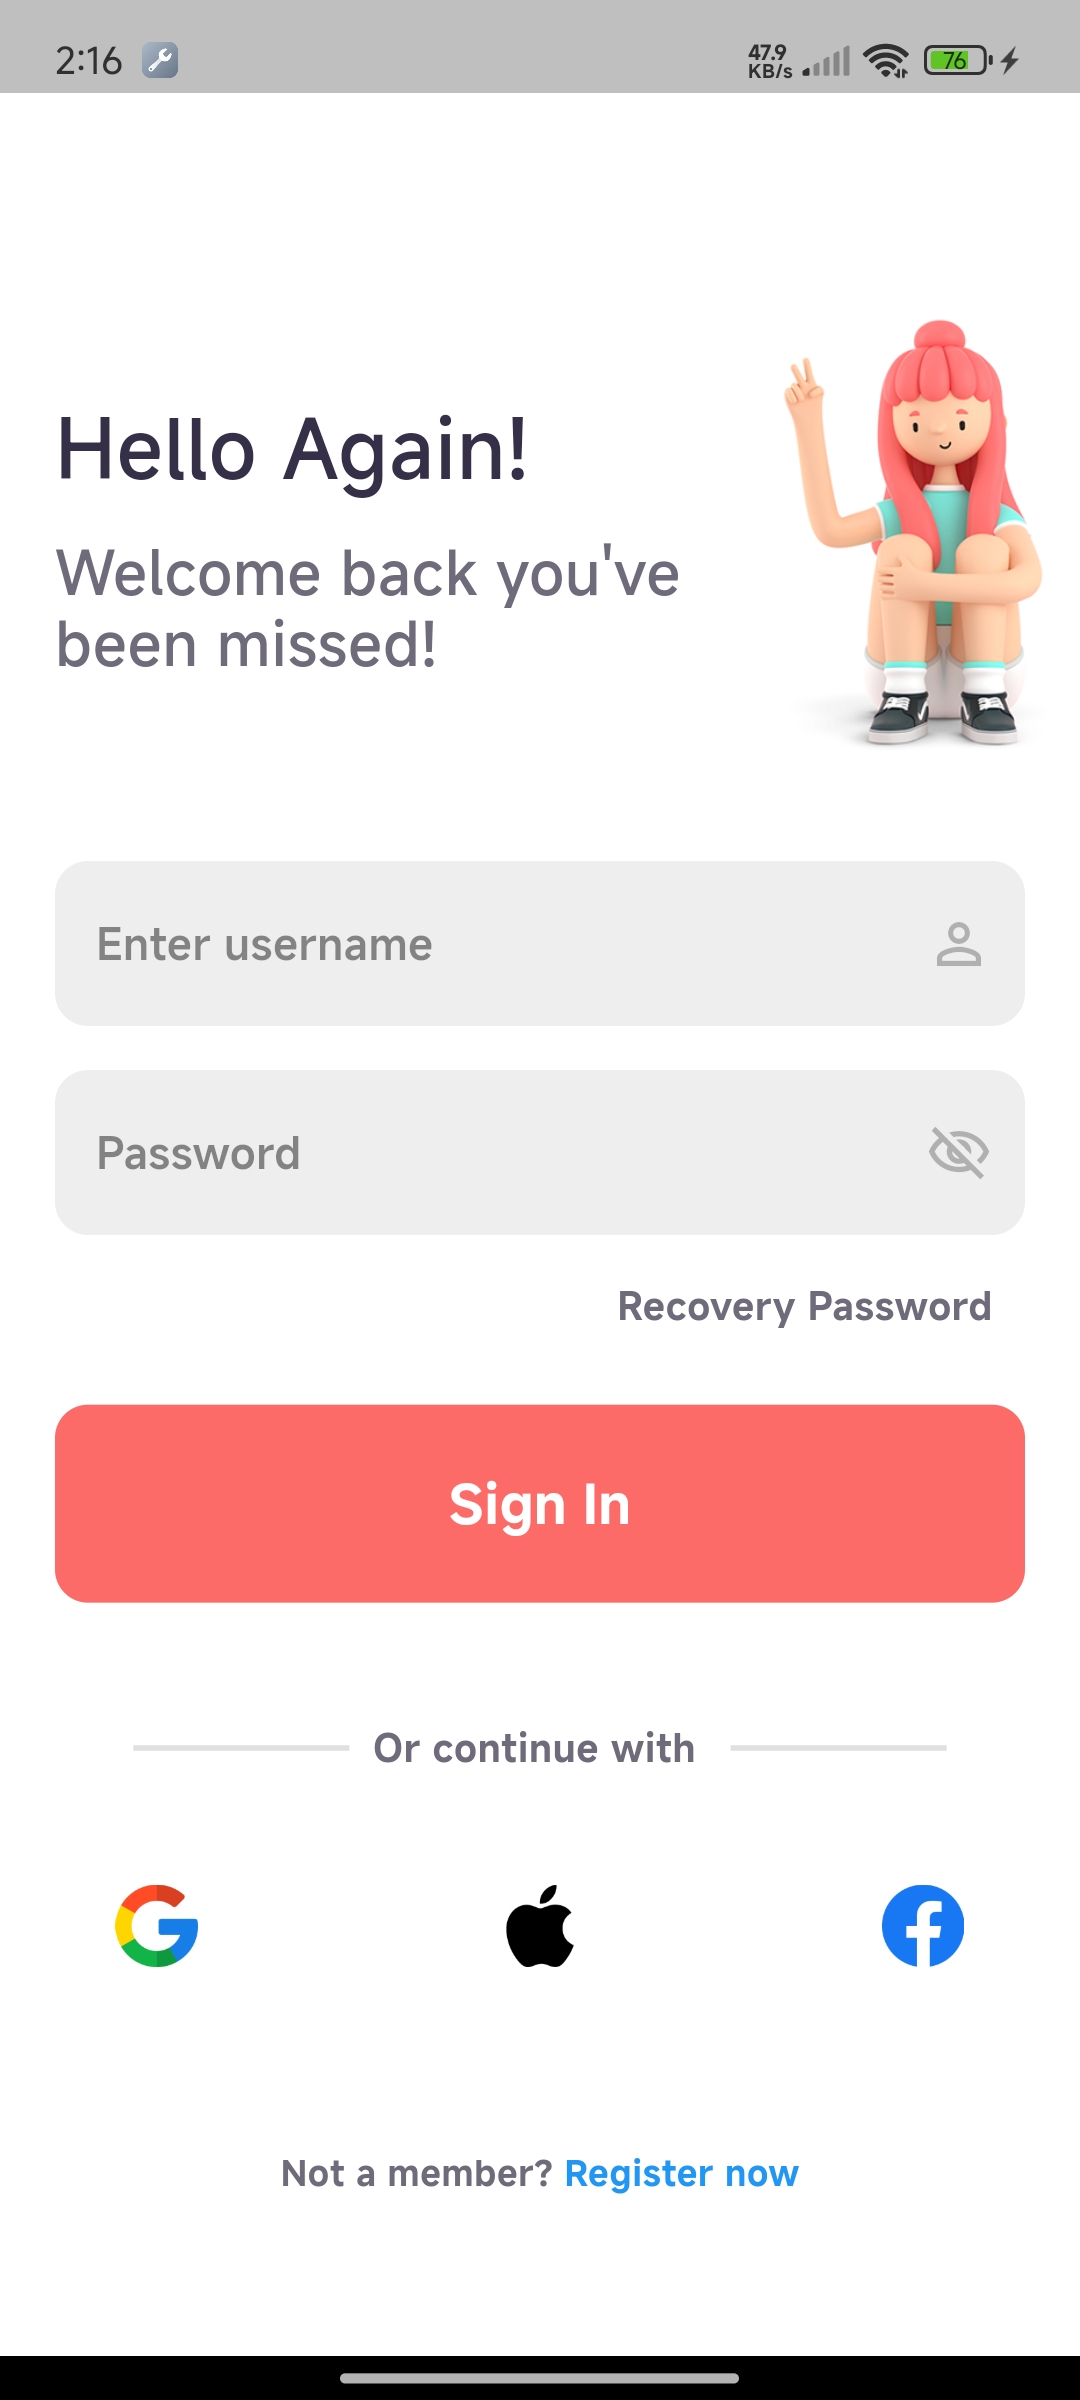 2:16
47.9
KB/s
76
Hello Again!
Welcome back you've
been missed!
Enter username
Password
Recovery Password
Sign In
Or continue with
Not a member? Register now